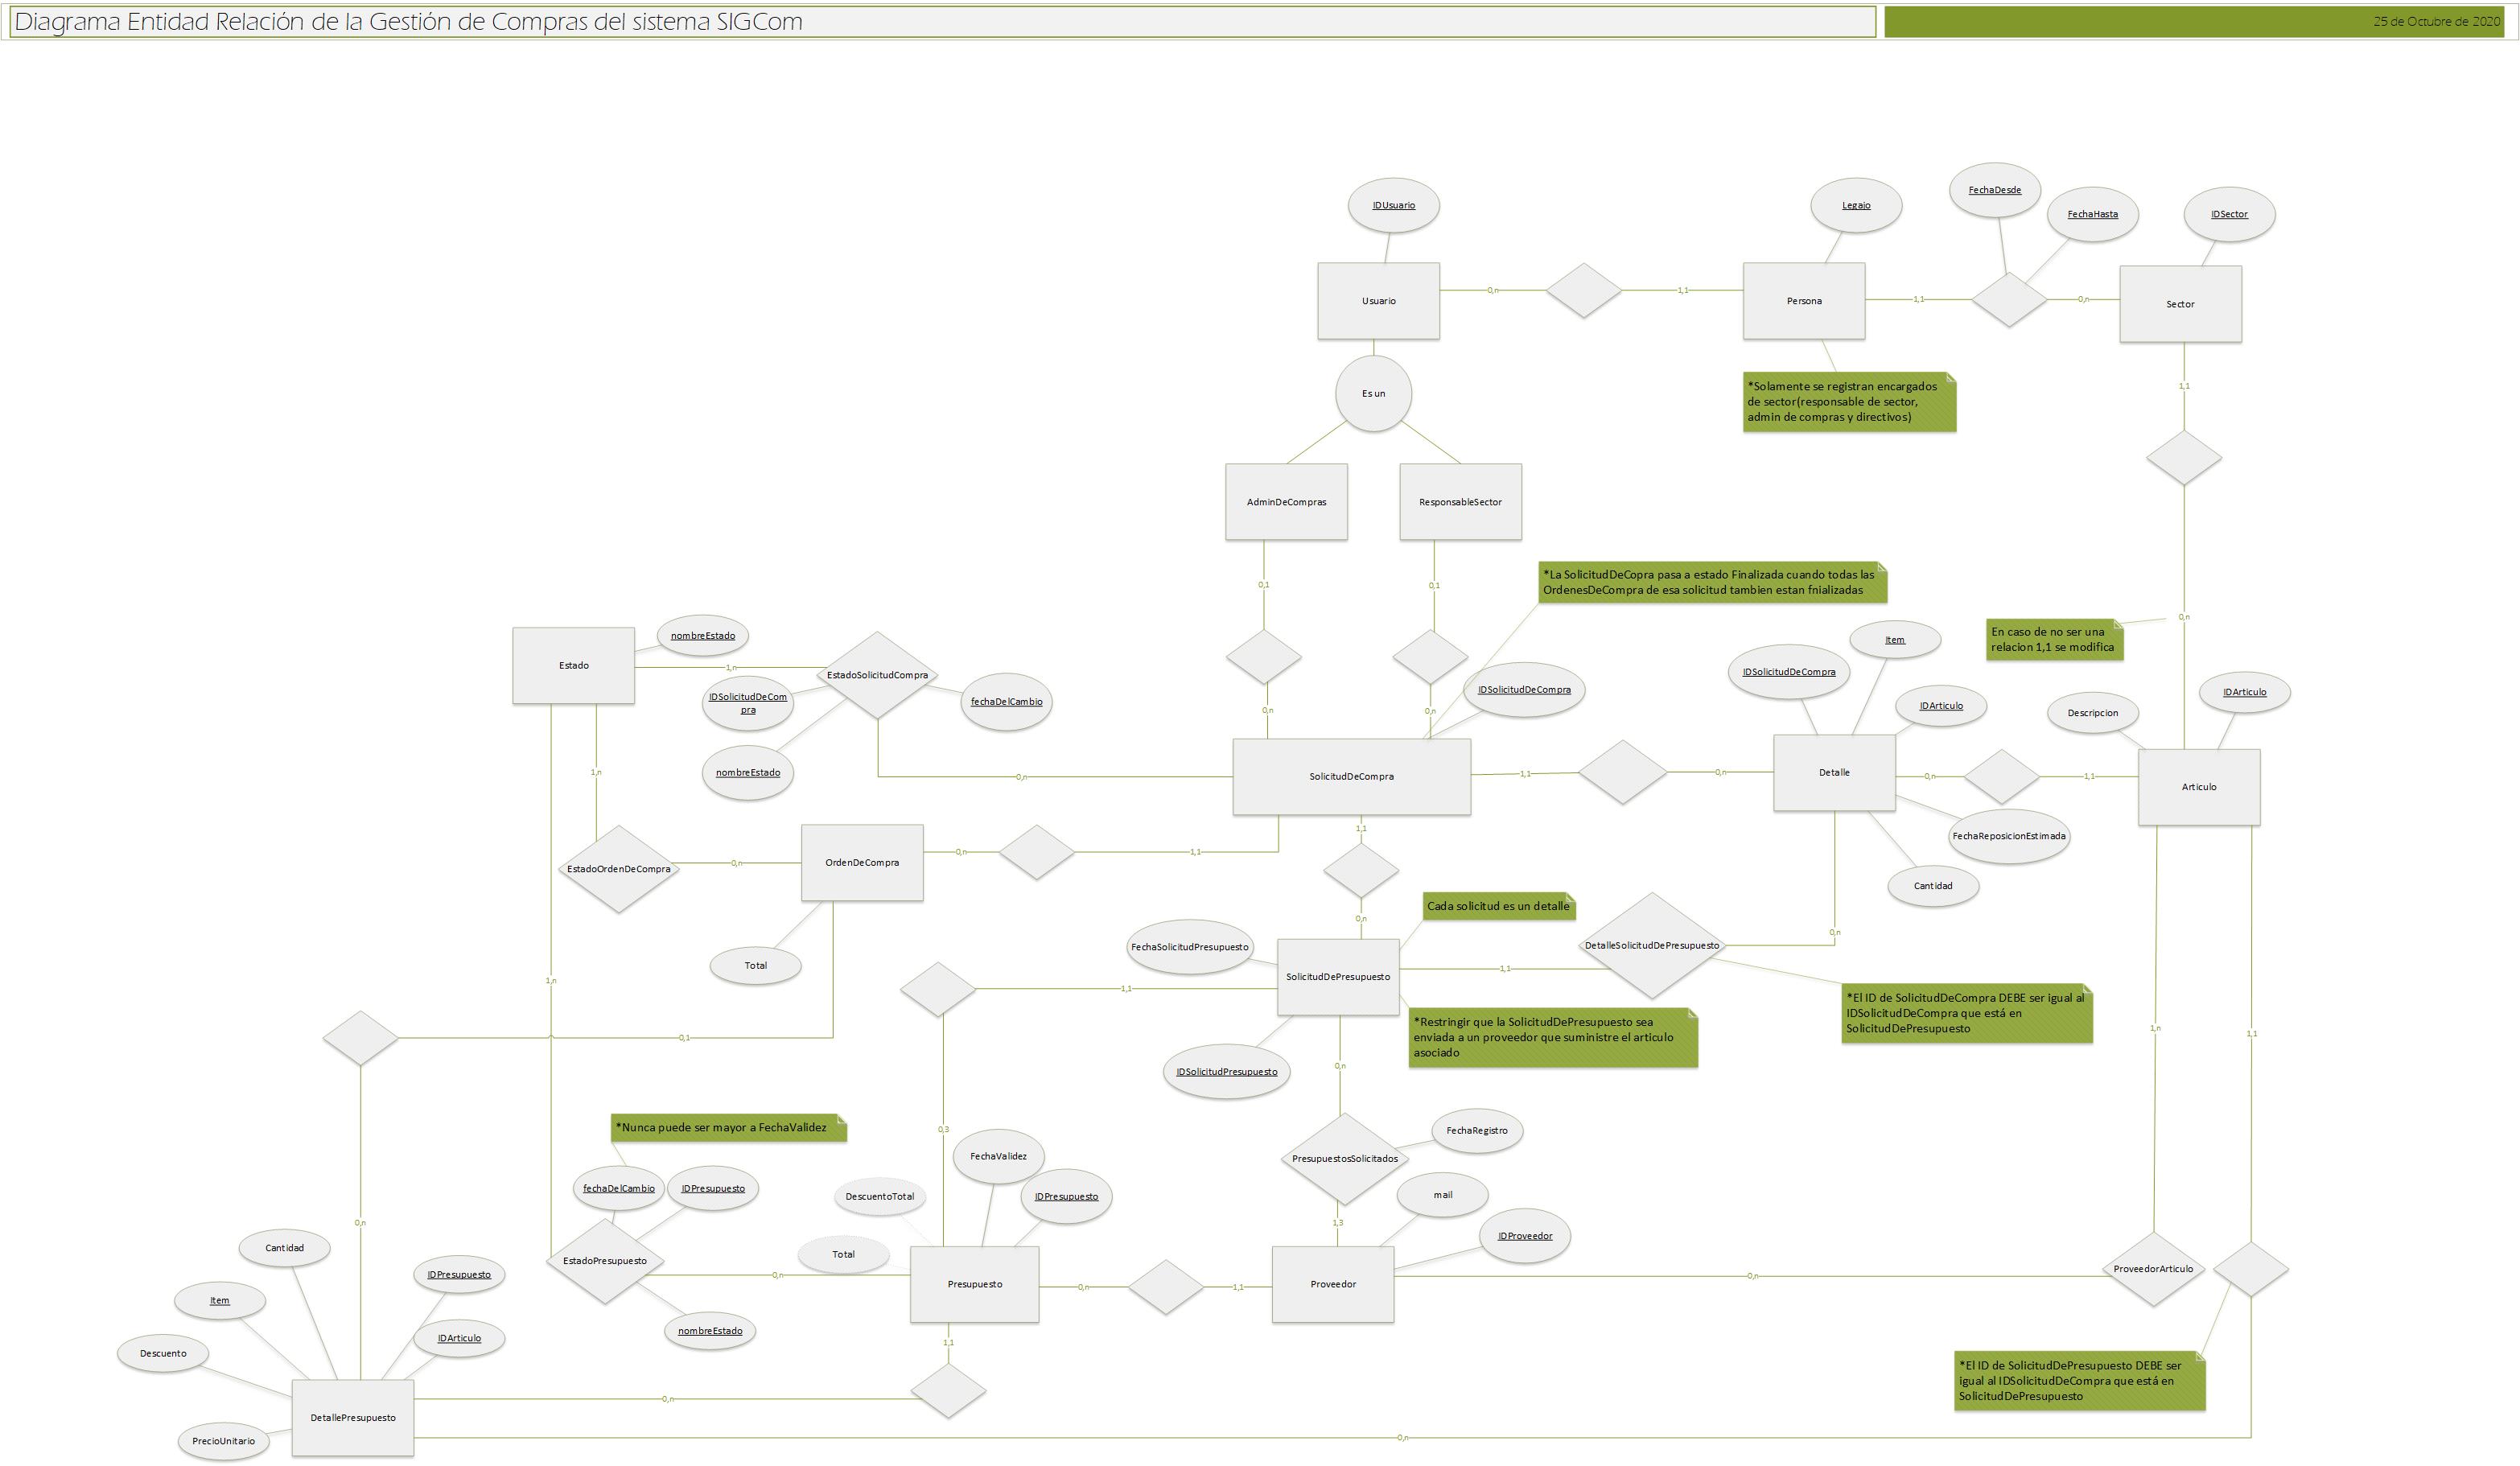 Diagrama Entidad Relación de la Gestión de Compras del sistema SIGCom
25 de Octubre de 2020
IDUsuario
Legajo
FechaDesde
FechaHasta
IDSector
Usuario
0,n
1,1
Persona
1,1
0,n
Sector
*Solamente se registran encargados
de sector(responsable de sector,
admin de compras y directivos)
1,1
Es un
AdminDeCompras
ResponsableSector
0,1
0,1
*La SolicitudDeCopra pasa a estado Finalizada cuando todas las
OrdenesDeCompra de esa solicitud tambien estan fnializadas
0,n
En caso de no ser una
relacion 1,1 se modifica
Estado
nombreEstado
1,n
EstadoSolicitudCompra
IDSolicitudDeCom
pra
fechaDelCambio
nombreEstado
0,n
0,n
0,n
IDSolicitudDeCompra
IDSolicitudDeCompra
Item
IDArticulo
Descripcion
IDArticulo
1,n
0,n
SolicitudDeCompra
1,1
0,n
Detalle
0,n
1,1
Articulo
FechaReposicionEstimada
Cantidad
EstadoOrdenDeCompra
0,n
OrdenDeCompra
0,n
1,1
1,1
0,n
Total
Cada solicitud es un detalle
FechaSolicitudPresupuesto
SolicitudDePresupuesto
1,1
DetalleSolicitudDePresupuesto
0,n
1,n
1,1
*El ID de SolicitudDeCompra DEBE ser igual al
IDSolicitudDeCompra que está en
SolicitudDePresupuesto
*Restringir que la SolicitudDePresupuesto sea
enviada a un proveedor que suministre el articulo
asociado
1,n
1,1
0,1
IDSolicitudPresupuesto
0,n
*Nunca puede ser mayor a FechaValidez
0,3
FechaRegistro
PresupuestosSolicitados
FechaValidez
fechaDelCambio
IDPresupuesto
DescuentoTotal
IDPresupuesto
mail
0,n
1,3
IDProveedor
Cantidad
EstadoPresupuesto
Total
0,n
Presupuesto
0,n
1,1
Proveedor
0,n
ProveedorArticulo
IDPresupuesto
Item
nombreEstado
IDArticulo
Descuento
1,1
*El ID de SolicitudDePresupuesto DEBE ser
igual al IDSolicitudDeCompra que está en
SolicitudDePresupuesto
DetallePresupuesto
0,n
PrecioUnitario
0,n